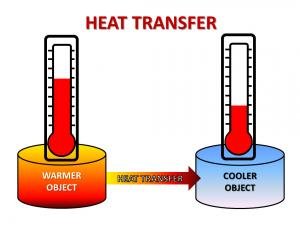 HEAT TRANSFER
WARMER
OBJECT
HEAT TRANSFER
COOLER
OBJECT